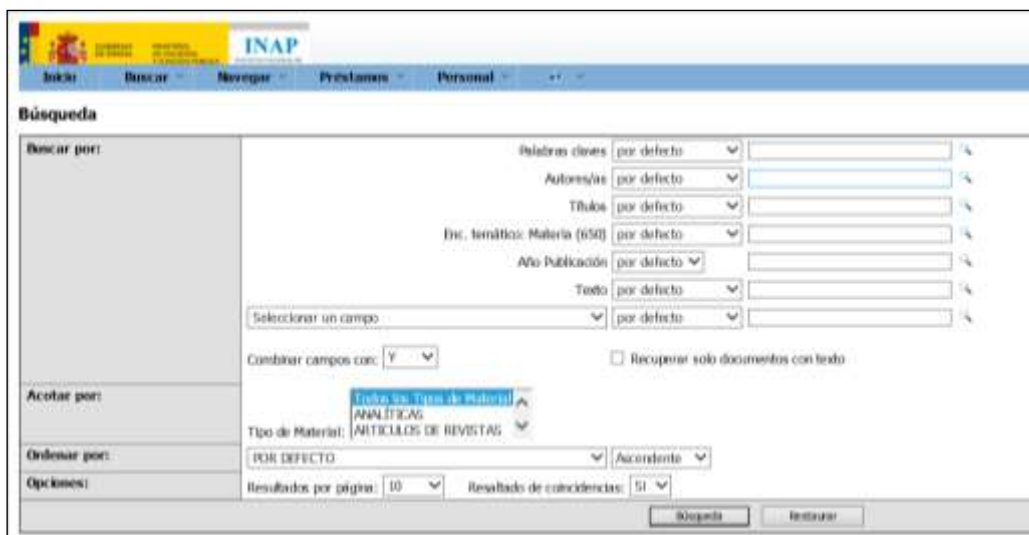 INAP
Inicio Buscar Navegar Préstamos Personal
Búsqueda
Buscar por:
Palabras claves por defecto
Autores/as por defecto
Títulos por defecto
Enc. temático: Materia (650) por defecto
Año Publicación por defecto
Texto por defecto
Seleccionar un campo por defecto
Combinar campos con: Y Recuperar solo documentos con texto
Acotar por:
Todos los Tipos de Material
ANALÍTICAS
Tipo de Material: ARTICULOS DE REVISTAS
Ordenar por: POR DEFECTO Ascendente
Opciones: Resultados por página: 10 Resaltado de coincidencias: SI
Búsqueda Restaurar